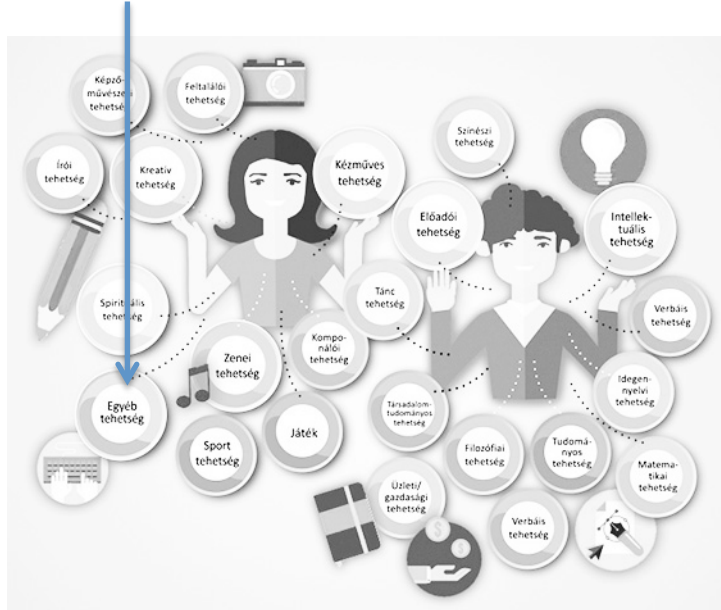 Képző-
művészeti
tehetség
Feltalálói
tehetség
Írói
tehetség
Kreatív
tehetség
Kézműves
tehetség
Színészi
tehetség
Előadói
tehetség
Intellek-
tuális
tehetség
Spirituális
tehetség
Tánc
tehetség
Verbáis
tehetség
Zenei
tehetség
Kompo-
nálói
tehetség
Idegen-
nyelvi
tehetség
Egyéb
tehetség
Sport
tehetség
Játék
Társadalom-
tudományos
tehetség
Filozófiai
tehetség
Tudomá-
nyos
tehetség
Matema-
tikai
tehetség
Üzleti/
gazdasági
tehetség
Verbáis
tehetség
$
$